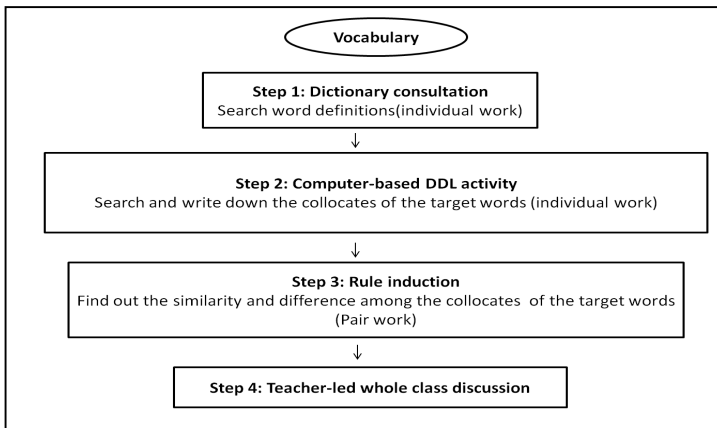 Vocabulary
Step 1: Dictionary consultation
Search word definitions(individual work)
↓
Step 2: Computer-based DDL activity
Search and write down the collocates of the target words (individual work)
↓
Step 3: Rule induction
Find out the similarity and difference among the collocates of the target words
(Pair work)
↓
Step 4: Teacher-led whole class discussion